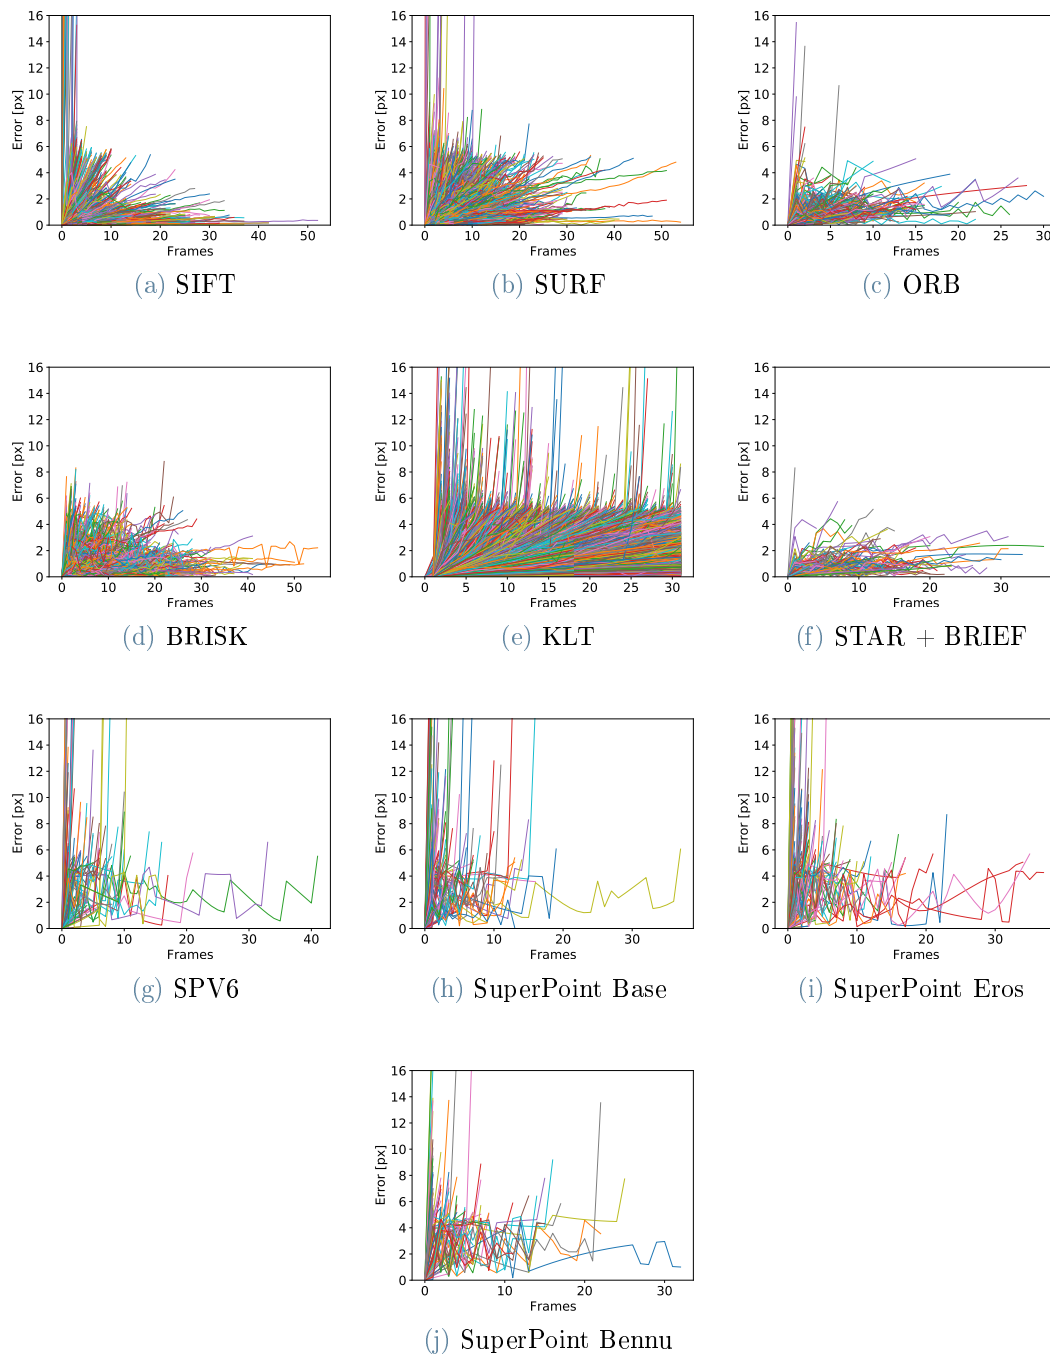 16
14
12
10
8
6
4
2
0
Error [px]
0 10 20 30 40 50
Frames
(a) SIFT
16
14
12
10
8
6
4
2
0
Error [px]
0 10 20 30 40 50
Frames
(b) SURF
16
14
12
10
8
6
4
2
0
Error [px]
0 5 10 15 20 25 30
Frames
(c) ORB
16
14
12
10
8
6
4
2
0
Error [px]
0 10 20 30 40 50
Frames
(d) BRISK
16
14
12
10
8
6
4
2
0
Error [px]
0 5 10 15 20 25 30
Frames
(e) KLT
16
14
12
10
8
6
4
2
0
Error [px]
0 10 20 30
Frames
(f) STAR + BRIEF
16
14
12
10
8
6
4
2
0
Error [px]
0 10 20 30 40
Frames
(g) SPV6
16
14
12
10
8
6
4
2
0
Error [px]
0 10 20 30
Frames
(h) SuperPoint Base
16
14
12
10
8
6
4
2
0
Error [px]
0 10 20 30
Frames
(i) SuperPoint Eros
16
14
12
10
8
6
4
2
0
Error [px]
0 10 20 30
Frames
(j) SuperPoint Bennu